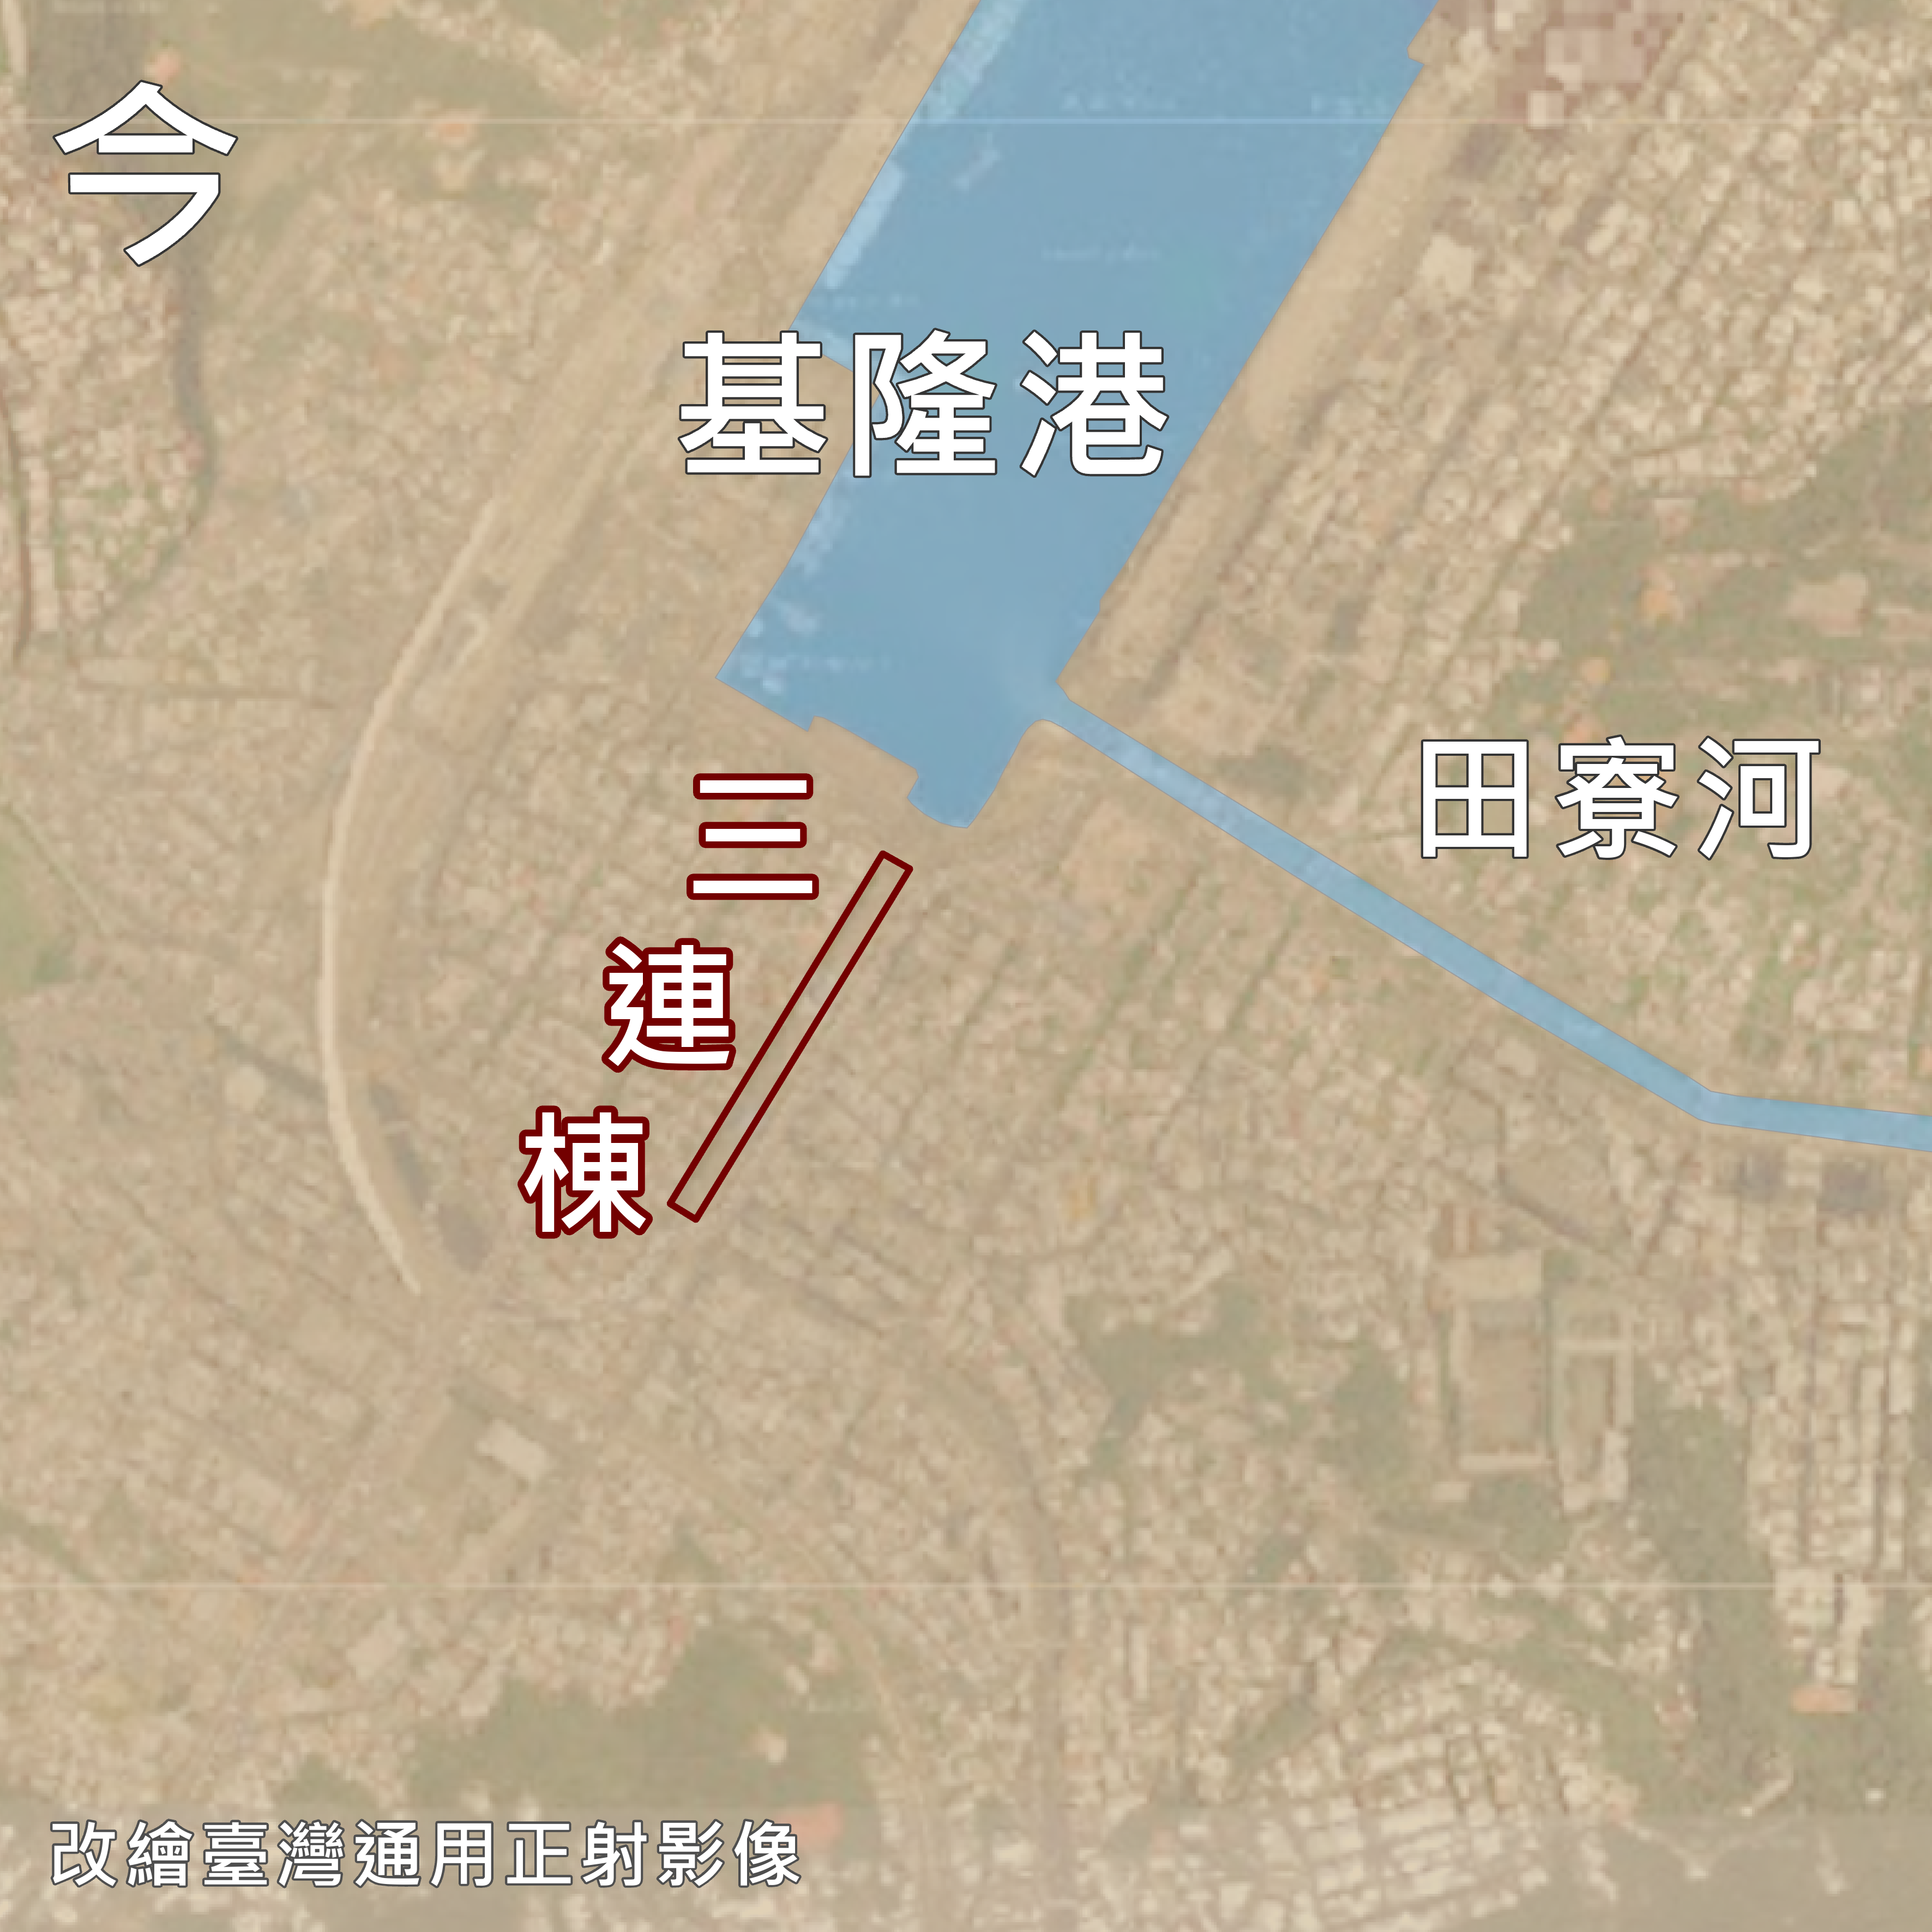 今
基隆港
田寮河
三連棟
改繪臺灣通用正射影像